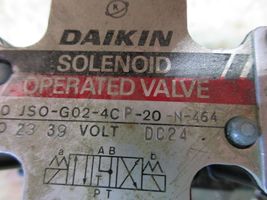 DAIKIN
SOLENOID
OPERATED VALVE
JSO-G02-4CP-20-N-464
23 39 VOLT DC24
a A B b
P T